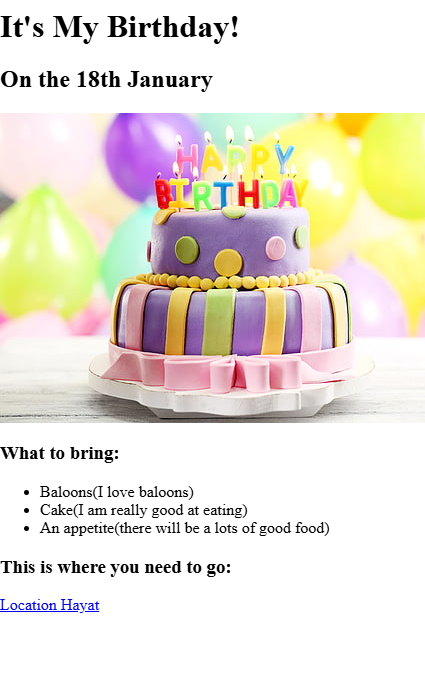 It's My Birthday!
On the 18th January
HAPPY
BIRTHDAY
What to bring:
Baloons(I love baloons)
Cake(I am really good at eating)
An appetite(there will be a lots of good food)
This is where you need to go:
Location Hayat